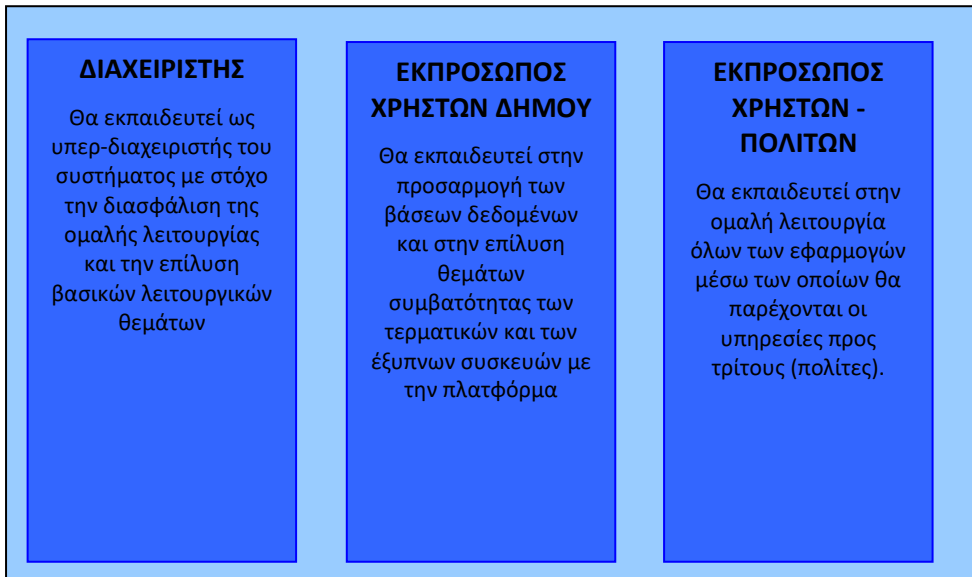 ΔΙΑΧΕΙΡΙΣΤΗΣ
Θα εκπαιδευτεί ως
υπερ-διαχειριστής του
συστήματος με στόχο
την διασφάλιση της
ομαλής λειτουργίας
και την επίλυση
βασικών λειτουργικών
θεμάτων
ΕΚΠΡΟΣΩΠΟΣ
ΧΡΗΣΤΩΝ ΔΗΜΟΥ
Θα εκπαιδευτεί στην
προσαρμογή των
βάσεων δεδομένων
και στην επίλυση
θεμάτων
συμβατότητας των
τερματικών και των
έξυπνων συσκευών με
την πλατφόρμα
ΕΚΠΡΟΣΩΠΟΣ
ΧΡΗΣΤΩΝ -
ΠΟΛΙΤΩΝ
Θα εκπαιδευτεί στην
ομαλή λειτουργία
όλων των εφαρμογών
μέσω των οποίων θα
παρέχονται οι
υπηρεσίες προς
τρίτους (πολίτες).